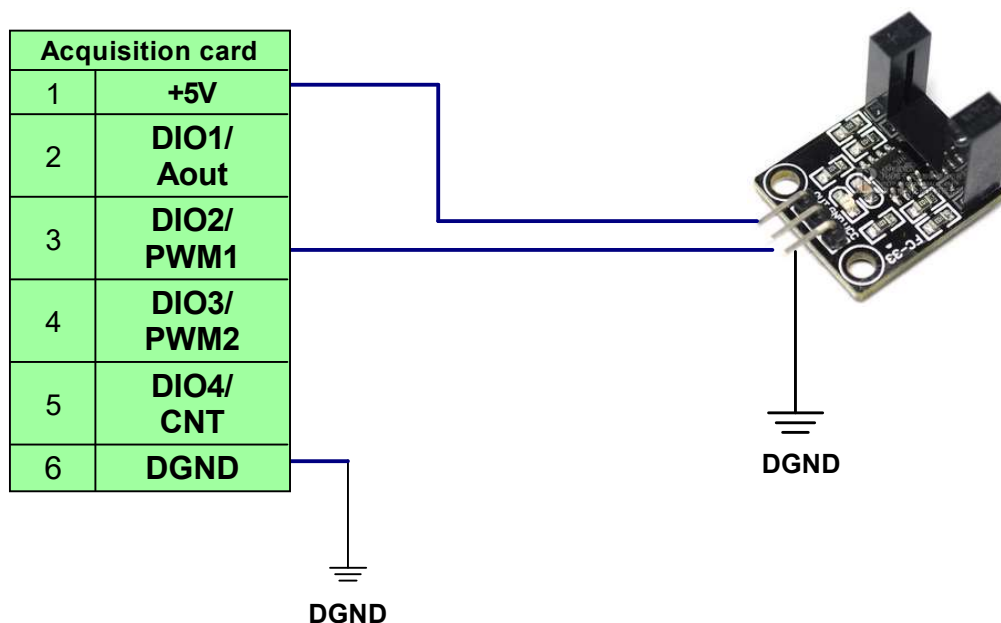 Acquisition card
1 +5V
2 DIO1/
Aout
3 DIO2/
PWM1
4 DIO3/
PWM2
5 DIO4/
CNT
6 DGND
DGND
DGND
FC-33